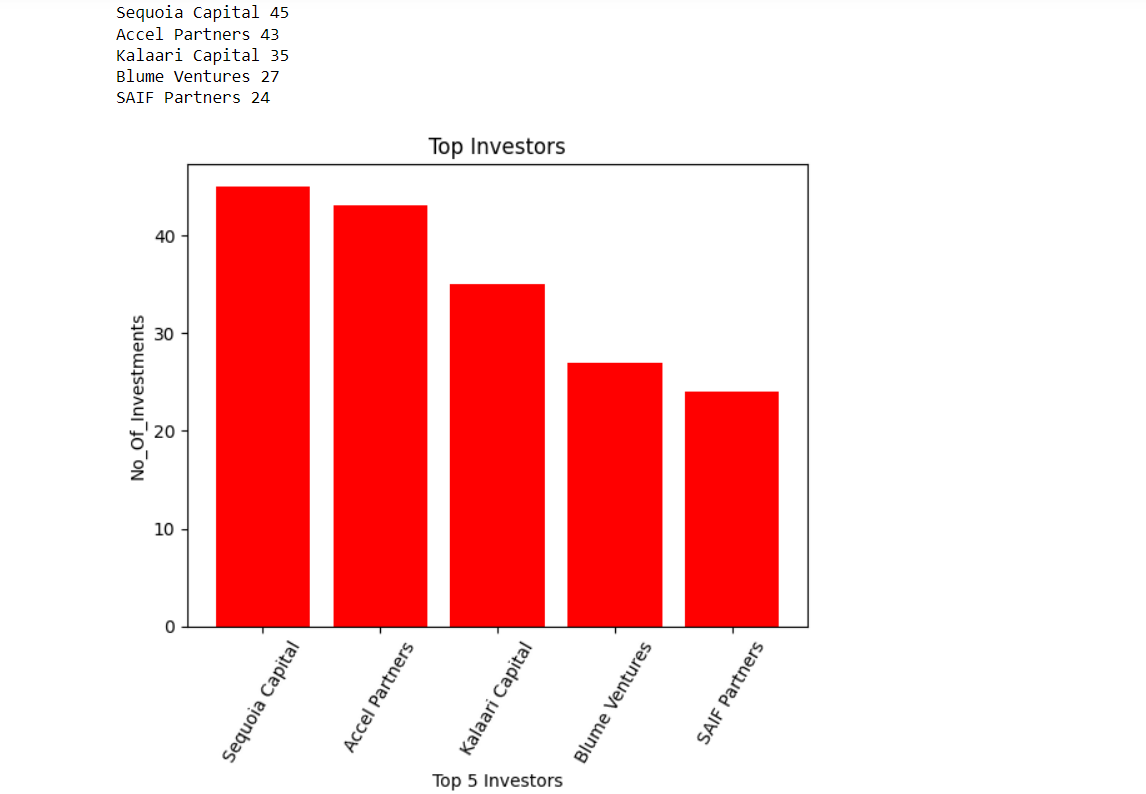 Sequoia Capital 45
Accel Partners 43
Kalaari Capital 35
Blume Ventures 27
SAIF Partners 24
Top Investors
No_Of_Investments
40
30
20
10
0
Sequoia Capital
Accel Partners
Kalaari Capital
Blume Ventures
SAIF Partners
Top 5 Investors